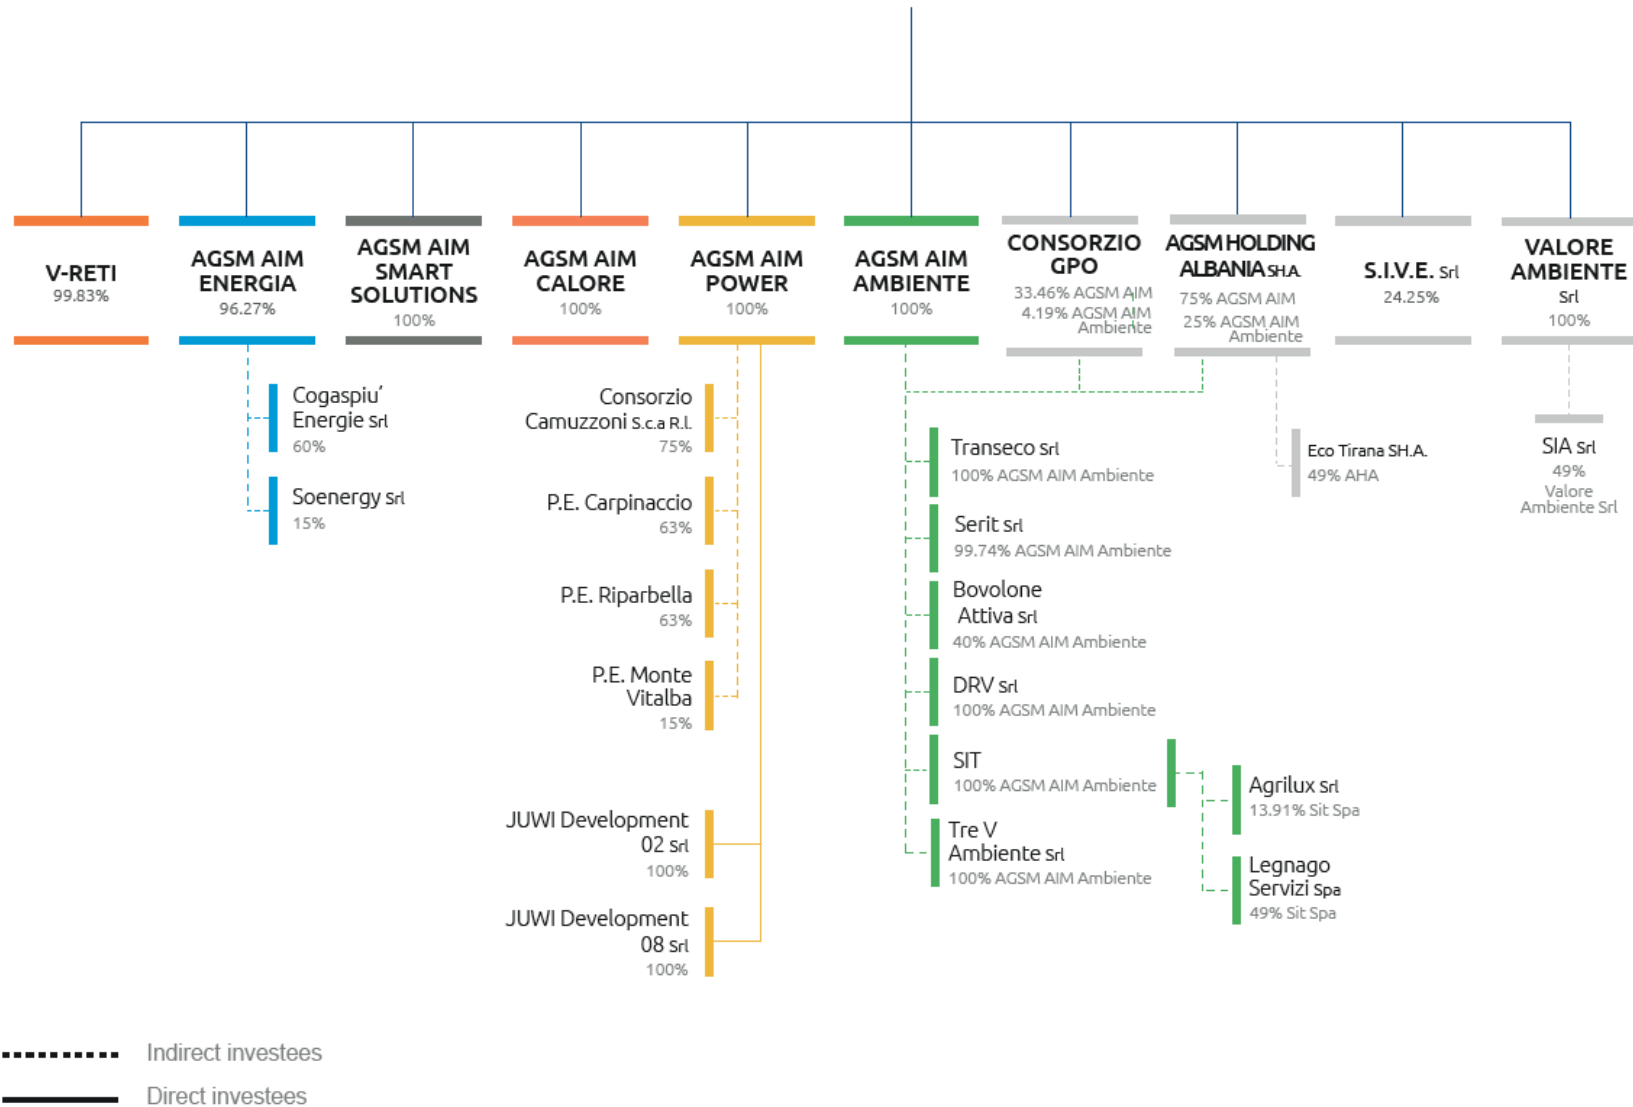 V-RETI
99.83%
AGSM AIM
ENERGIA
96.27%
AGSM AIM
SMART
SOLUTIONS
100%
AGSM AIM
CALORE
100%
AGSM AIM
POWER
100%
AGSM AIM
AMBIENTE
100%
CONSORZIO
GPO
33.46% AGSM AIM
4.19% AGSM AIM
Ambiente
AGSM HOLDING
ALBANIA SH.A.
75% AGSM AIM
25% AGSM AIM
Ambiente
S.I.V.E. Srl
24.25%
VALORE
AMBIENTE
Srl
100%
Cogaspiu’
Energie srl
60%
Soenergy srl
15%
Consorzio
Camuzzoni s.c.a R.l.
75%
P.E. Carpinaccio
63%
P.E. Riparbella
63%
P.E. Monte
Vitalba
15%
JUWI Development
02 srl
100%
JUWI Development
08 srl
100%
Transeco srl
100% AGSM AIM Ambiente
Serit srl
99.74% AGSM AIM Ambiente
Bovolone
Attiva srl
40% AGSM AIM Ambiente
DRV srl
100% AGSM AIM Ambiente
SIT
100% AGSM AIM Ambiente
Tre V
Ambiente srl
100% AGSM AIM Ambiente
Agrilux srl
13.91% Sit Spa
Legnago
Servizi Spa
49% Sit Spa
Eco Tirana SH.A.
49% AHA
SIA srl
49%
Valore
Ambiente Srl
Indirect investees
Direct investees